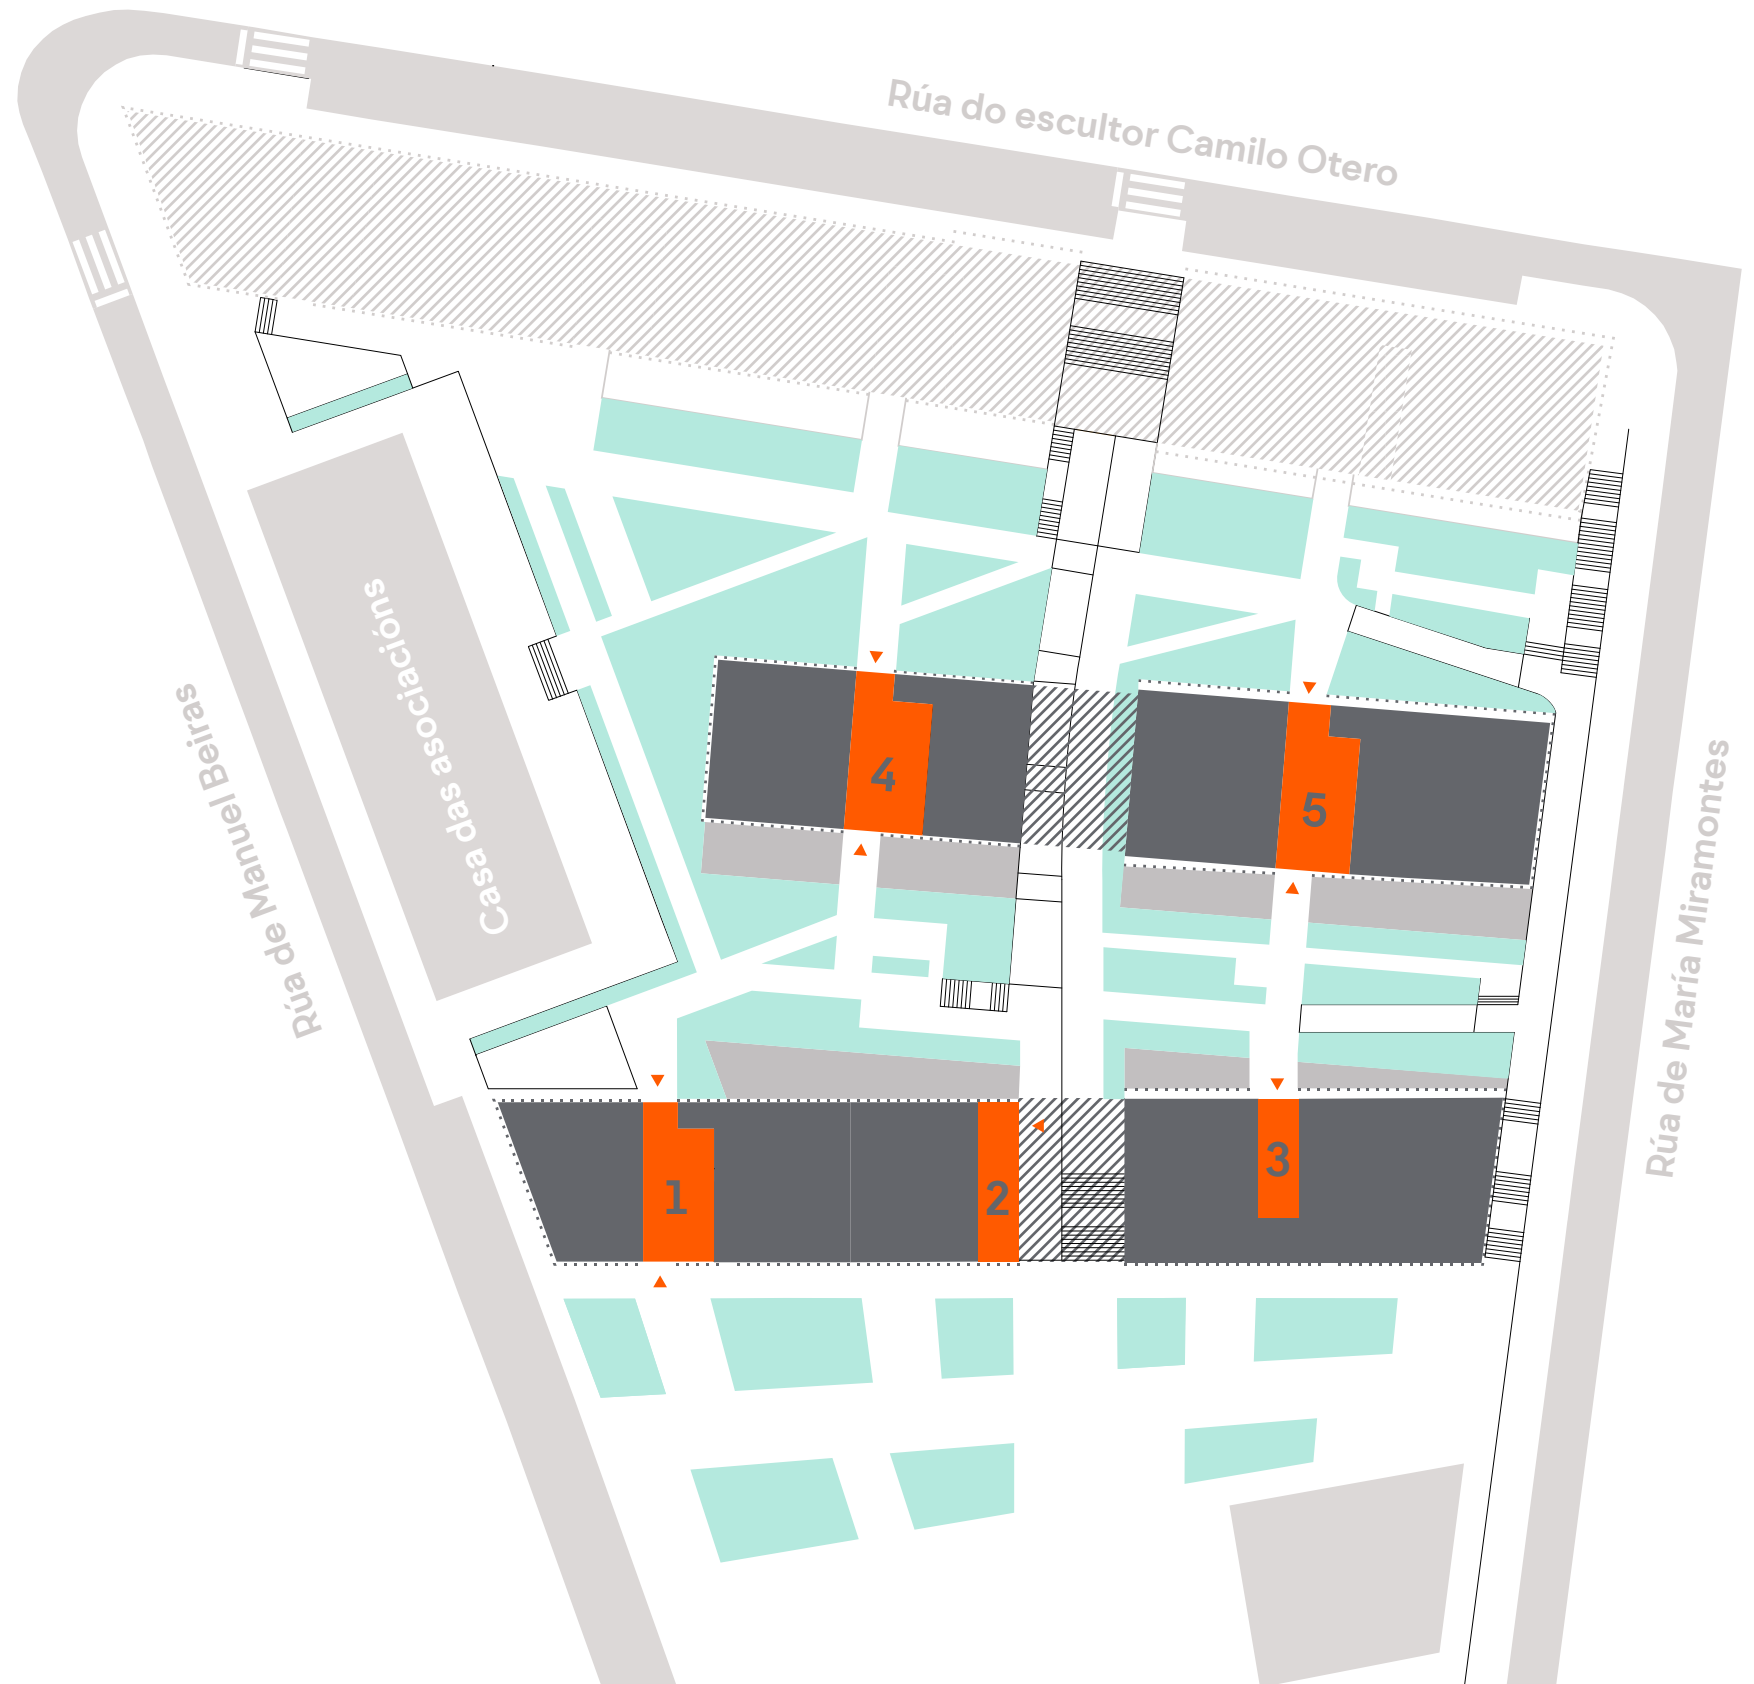 Rúa do escultor Camilo Otero
Casa das asociacións
Rúa de Manuel Beiras
Rúa de María Miramontes
4
5
1
2
3